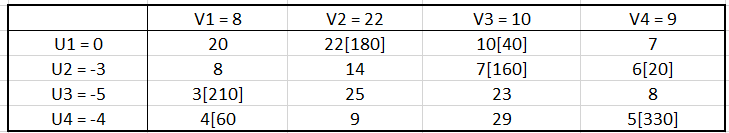 V1 = 8 V2 = 22 V3 = 10 V4 = 9
U1 = 0 20 22[180] 10[40] 7
U2 = -3 8 14 7[160] 6[20]
U3 = -5 3[210] 25 23 8
U4 = -4 4[60 9 29 5[330]